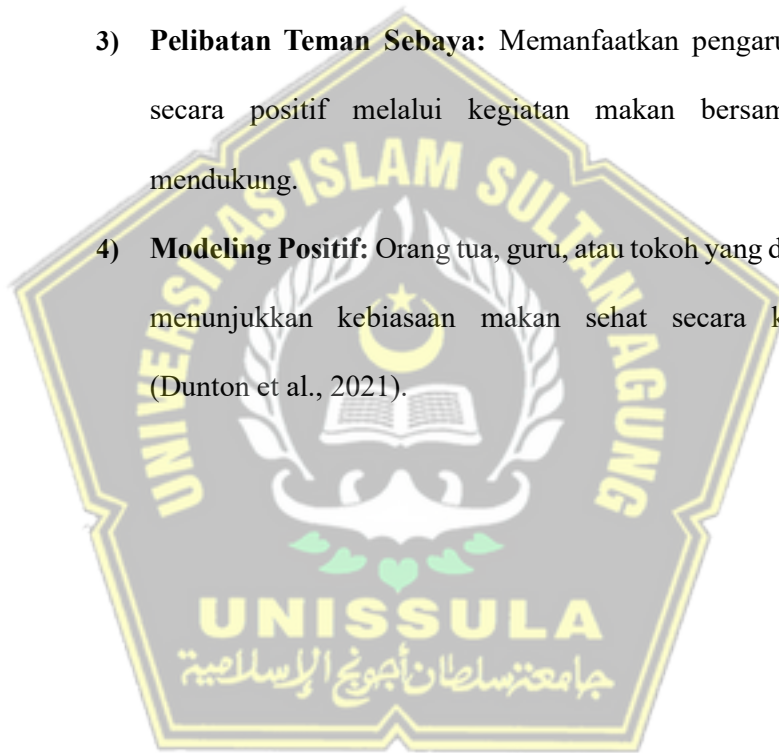 3) Pelibatan Teman Sebaya: Memanfaatkan
secara positif melalui kegiatan makan
mendukung.
4) Modeling Positif: Orang tua, guru, atau tokoh yang
menunjukkan kebiasaan makan sehat secara
(Dunton et al., 2021).
UNIVERSITAS ISLAM SULTAN AGUNG
UNISSULA
جامعة سلطان أجونج الإسلامية